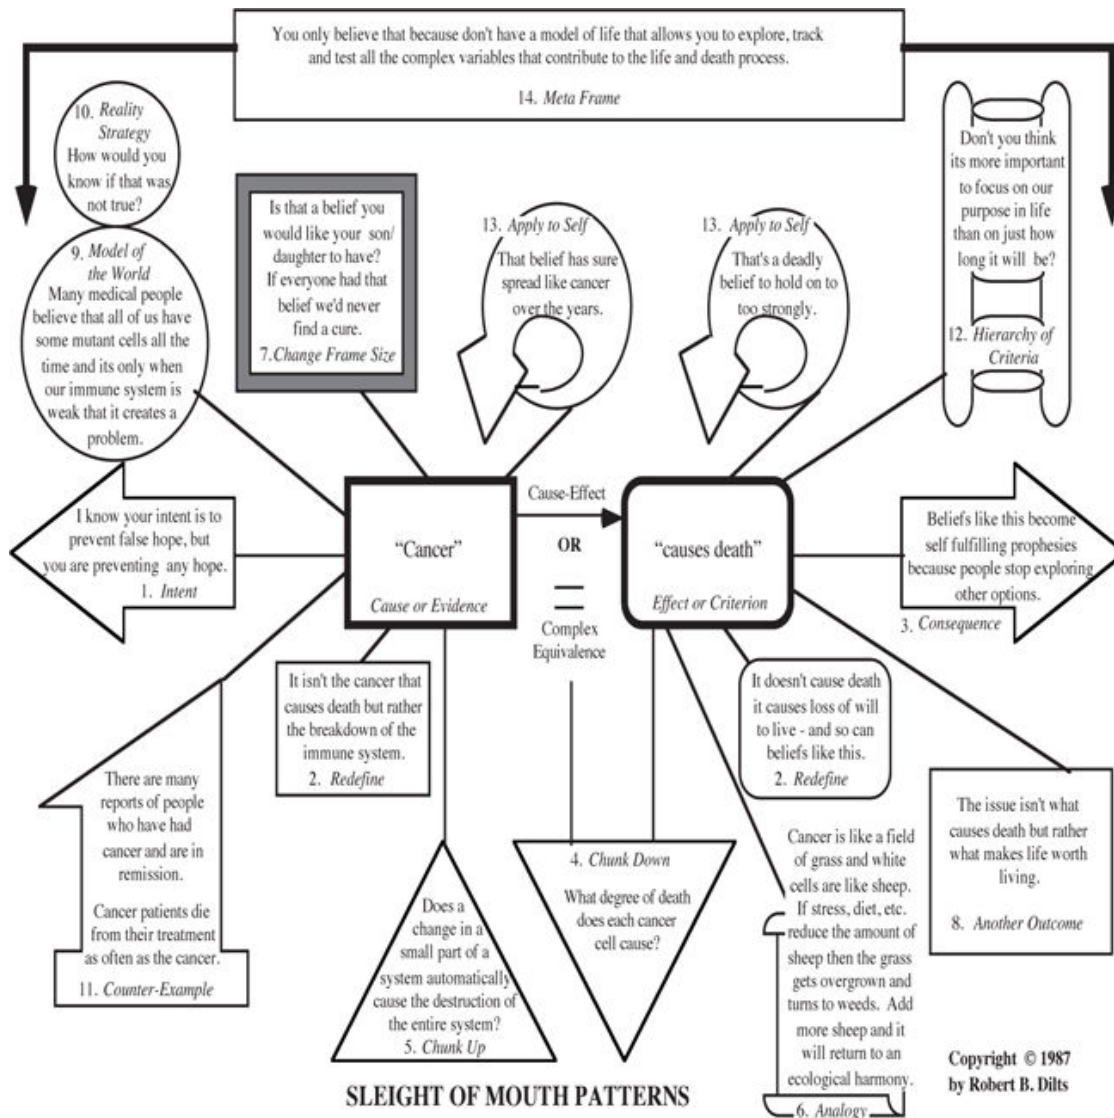 You only believe that because don't have a model of life that allows you to explore, track
and test all the complex variables that contribute to the life and death process.
14. Meta Frame
10. Reality
Strategy
How would you
know if that was
not true?
9. Model of
the World
Many medical people
believe that all of us have
some mutant cells all the
time and its only when
our immune system is
weak that it creates a
problem.
Is that a belief you
would like your son/
daughter to have?
If everyone had that
belief we'd never
find a cure.
7. Change Frame Size
13. Apply to Self
That belief has sure
spread like cancer
over the years.
13. Apply to Self
That's a deadly
belief to hold on to
too strongly.
Don't you think
its more important
to focus on our
purpose in life
than on just how
long it will be?
12. Hierarchy of
Criteria
I know your intent is to
prevent false hope, but
you are preventing any hope.
1. Intent
“Cancer”
Cause or Evidence
Cause-Effect
OR
=
Complex
Equivalence
“causes death”
Effect or Criterion
Beliefs like this become
self fulfilling prophesies
because people stop exploring
other options.
3. Consequence
There are many
reports of people
who have had
cancer and are in
remission.
Cancer patients die
from their treatment
as often as the cancer.
11. Counter-Example
It isn't the cancer that
causes death but rather
the breakdown of the
immune system.
2. Redefine
Does a
change in a
small part of a
system automatically
cause the destruction of
the entire system?
5. Chunk Up
4. Chunk Down
What degree of death
does each cancer
cell cause?
It doesn't cause death
it causes loss of will
to live - and so can
beliefs like this.
2. Redefine
Cancer is like a field
of grass and white
cells are like sheep.
If stress, diet, etc.
reduce the amount of
sheep then the grass
gets overgrown and
turns to weeds. Add
more sheep and it
will return to an
ecological harmony.
6. Analogy
The issue isn't what
causes death but rather
what makes life worth
living.
8. Another Outcome
SLEIGHT OF MOUTH PATTERNS
Copyright © 1987
by Robert B. Dilts